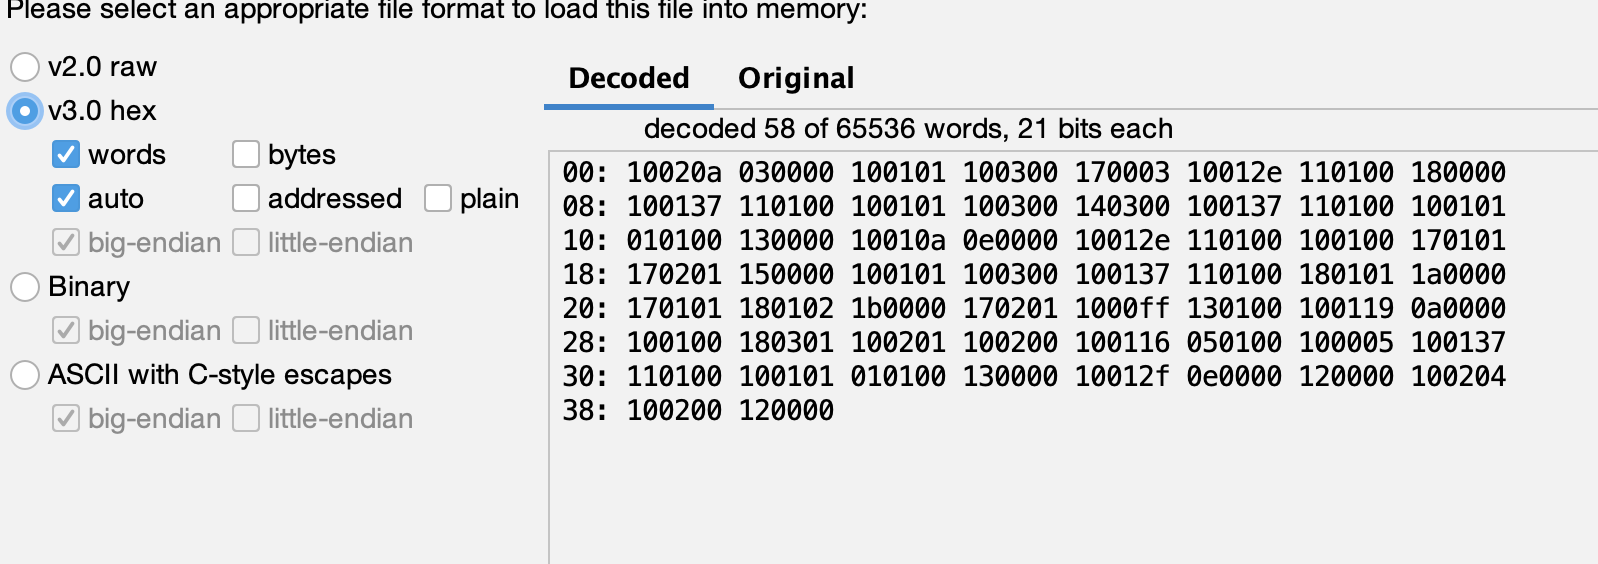 Please select an appropriate file format to load this file into memory:
v2.0 raw
v3.0 hex
words bytes
auto addressed plain
big-endian little-endian
Binary
big-endian little-endian
ASCII with C-style escapes
big-endian little-endian
Decoded Original
decoded 58 of 65536 words, 21 bits each
00: 10020a 030000 100101 100300 170003 10012e 110100 180000
08: 100137 110100 100101 100300 140300 100137 110100 100101
10: 010100 130000 10010a 0e0000 10012e 110100 100100 170101
18: 170201 150000 100101 100300 100137 110100 180101 1a0000
20: 170101 180102 1b0000 170201 1000ff 130100 100119 0a0000
28: 100100 180301 100201 100200 100116 050100 100005 100137
30: 110100 100101 010100 130000 10012f 0e0000 120000 100204
38: 100200 120000